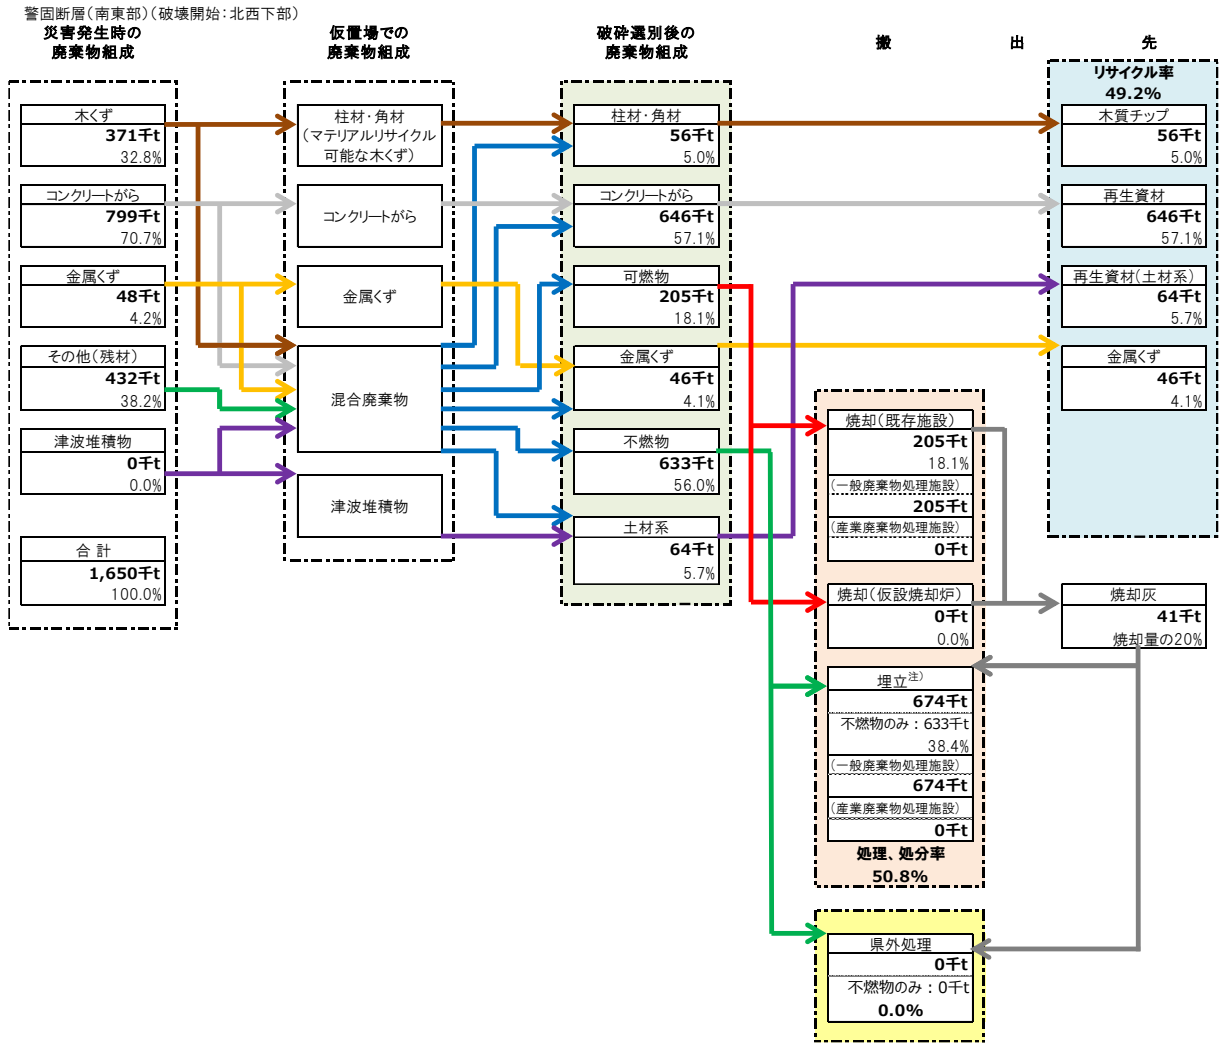 警固断層(南東部)(破壊開始：北西下部)
災害発生時の
廃棄物組成
木くず
371千t
32.8%
コンクリートがら
799千t
70.7%
金属くず
48千t
4.2%
その他(残材)
432千t
38.2%
津波堆積物
0千t
0.0%
合 計
1,650千t
100.0%
仮置場での
廃棄物組成
柱材・角材
(マテリアルリサイクル
可能な木くず)
コンクリートがら
金属くず
混合廃棄物
津波堆積物
破砕選別後の
廃棄物組成
柱材・角材
56千t
5.0%
コンクリートがら
646千t
57.1%
可燃物
205千t
18.1%
金属くず
46千t
4.1%
不燃物
633千t
56.0%
土材系
64千t
5.7%
搬 出 先
焼却(既存施設)
205千t
18.1%
(一般廃棄物処理施設)
205千t
(産業廃棄物処理施設)
0千t
焼却(仮設焼却炉)
0千t
0.0%
埋立注)
674千t
不燃物のみ：633千t
38.4%
(一般廃棄物処理施設)
674千t
(産業廃棄物処理施設)
0千t
処理、処分率
50.8%
県外処理
0千t
不燃物のみ：0千t
0.0%
リサイクル率
49.2%
木質チップ
56千t
5.0%
再生資材
646千t
57.1%
再生資材(土材系)
64千t
5.7%
金属くず
46千t
4.1%
焼却灰
41千t
焼却量の20%